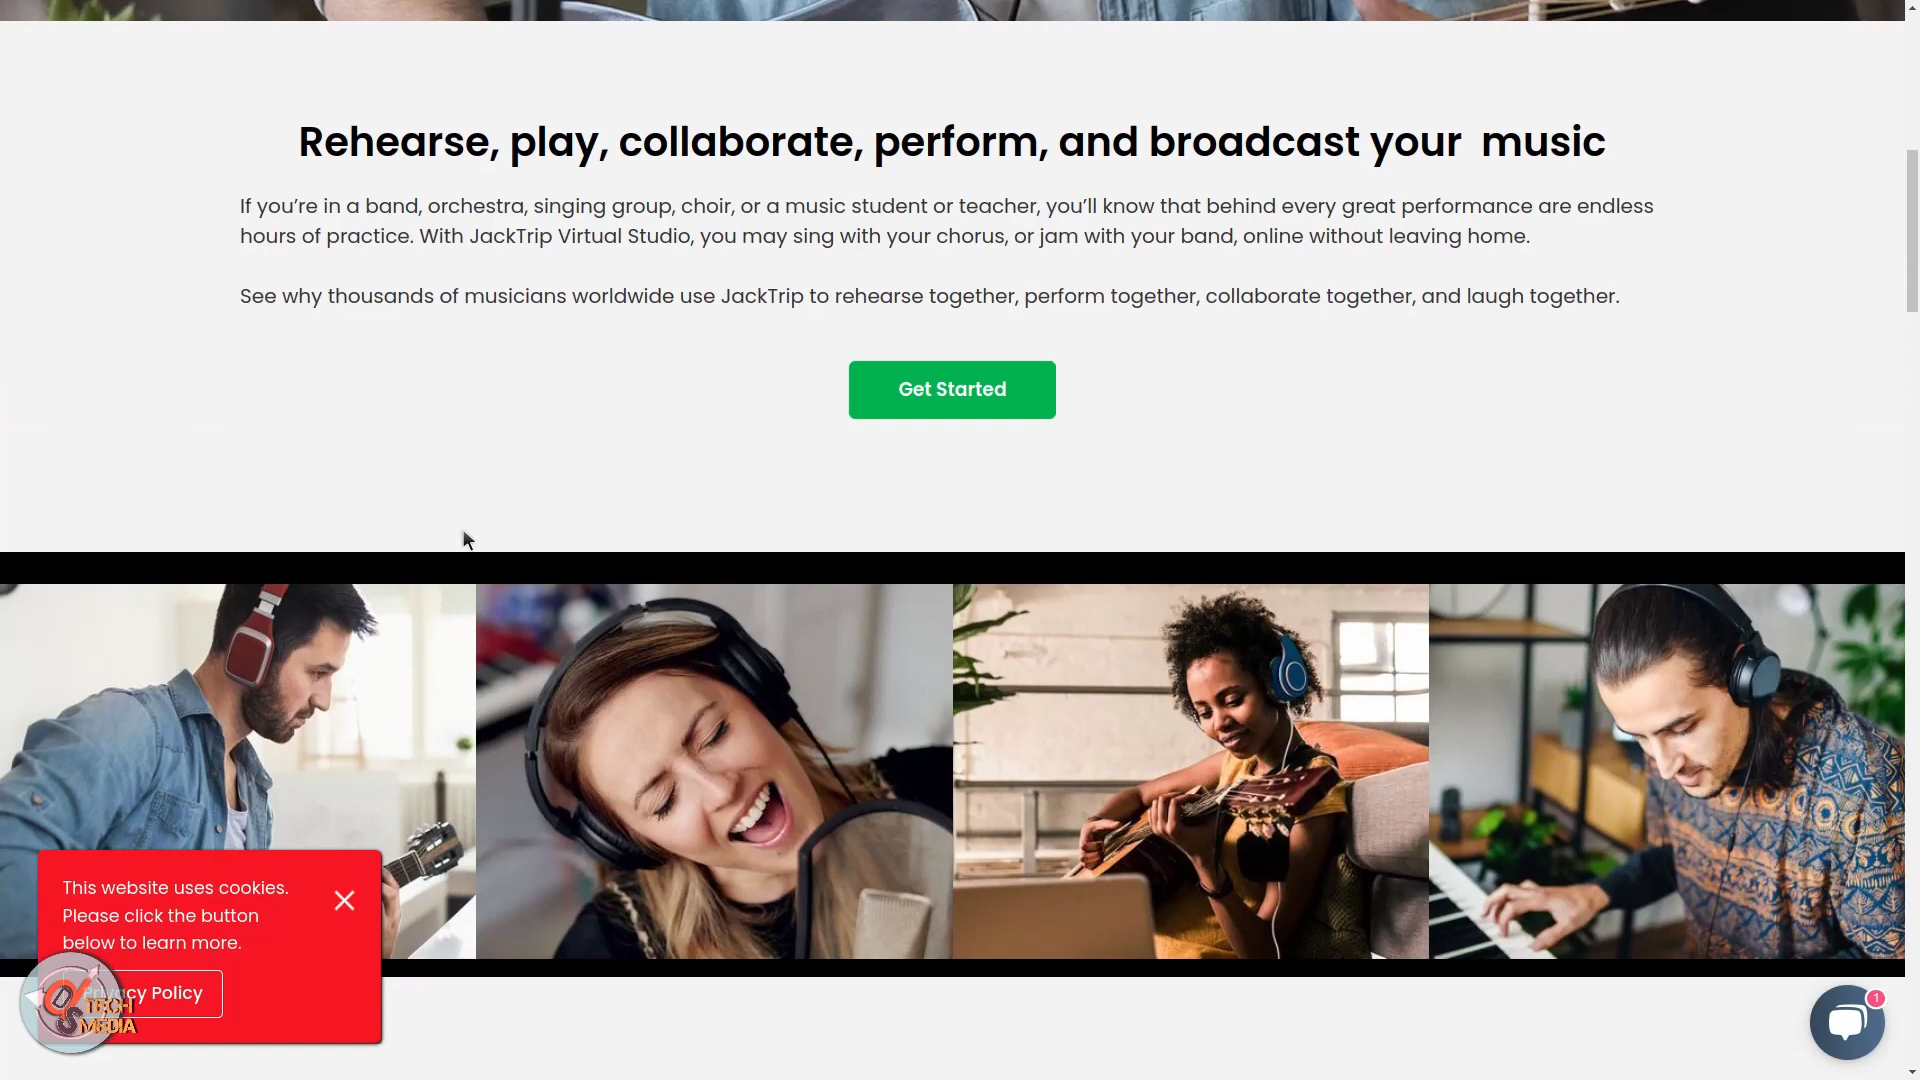 Rehearse, play, collaborate, perform, and broadcast your music
If you’re in a band, orchestra, singing group, choir, or a music student or teacher, you’ll know that behind every great performance are endless
hours of practice. With JackTrip Virtual Studio, you may sing with your chorus, or jam with your band, online without leaving home.
See why thousands of musicians worldwide use JackTrip to rehearse together, perform together, collaborate together, and laugh together.
Get Started
This website uses cookies.
Please click the button
below to learn more.
Privacy Policy
TECH
MEDIA
1